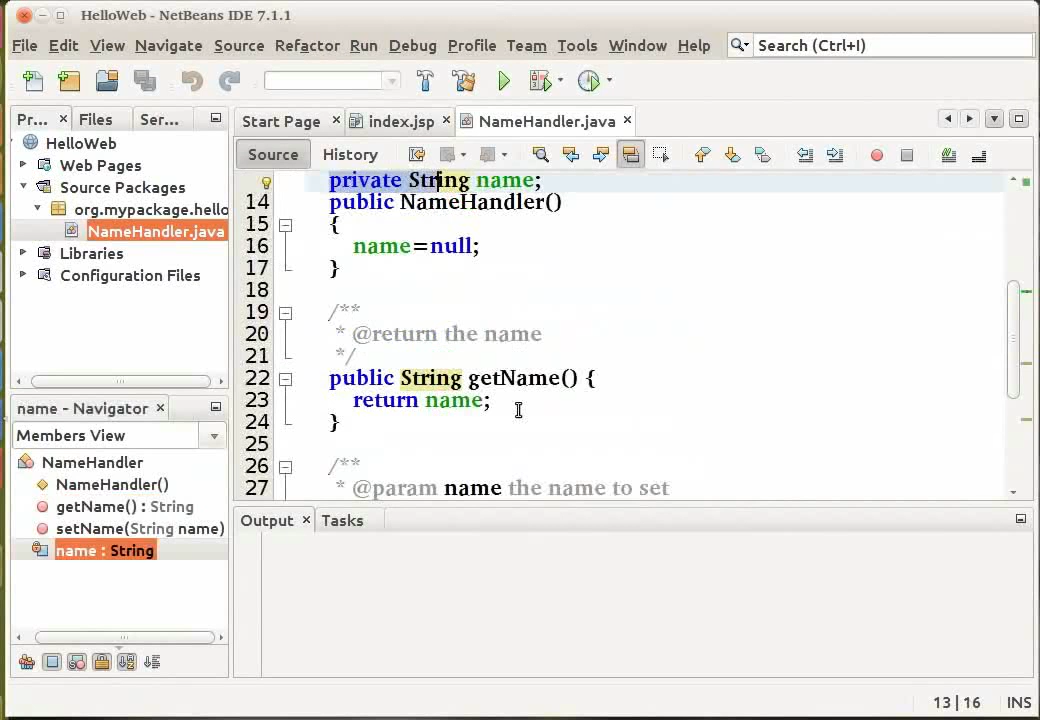 HelloWeb - NetBeans IDE 7.1.1
File Edit View Navigate Source Refactor Run Debug Profile Team Tools Window Help Search (Ctrl+I)
Pr... Files Ser...
HelloWeb
Web Pages
Source Packages
org.mypackage.hello
NameHandler.java
Libraries
Configuration Files
name - Navigator
Members View
NameHandler
NameHandler()
getName() : String
setName(String name)
name : String
Start Page index.jsp NameHandler.java
Source History
private String name;
14 public NameHandler()
15 {
16 name=null;
17 }
18
19 /**
20 * @return the name
21 */
22 public String getName() {
23 return name;
24 }
25
26 /**
27 * @param name the name to set
Output Tasks
13|16 INS